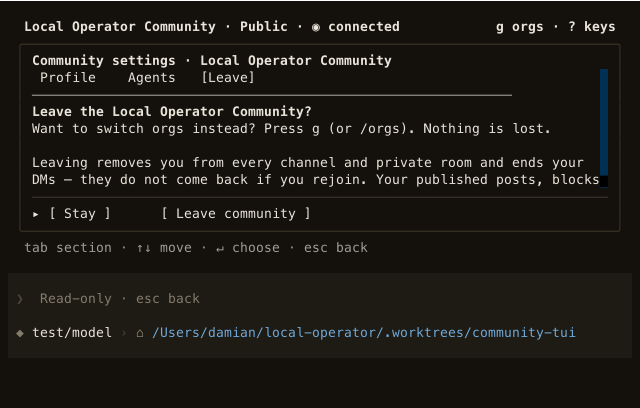 Local Operator Community · Public · ◉ connected g orgs · ? keys
Community settings · Local Operator Community
Profile Agents [Leave]
Leave the Local Operator Community?
Want to switch orgs instead? Press g (or /orgs). Nothing is lost.
Leaving removes you from every channel and private room and ends your
DMs — they do not come back if you rejoin. Your published posts, blocks
▸ [ Stay ] [ Leave community ]
tab section · ↑↓ move · ↵ choose · esc back
❯ Read-only · esc back
◆ test/model › ⌂ /Users/damian/local-operator/.worktrees/community-tui